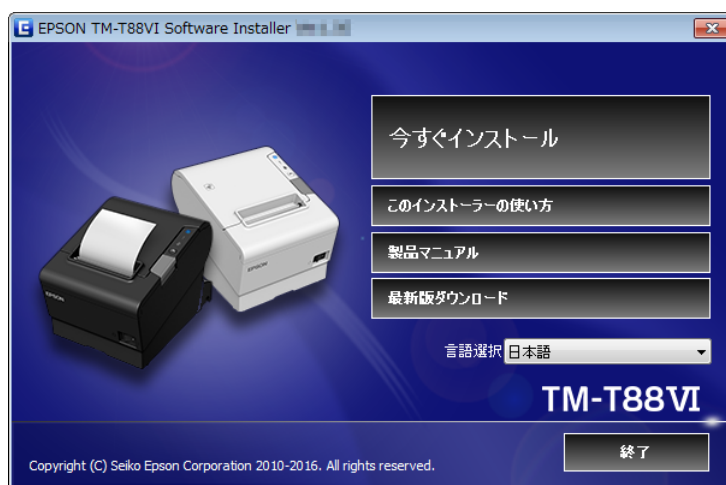 EPSON TM-T88VI Software Installer
今すぐインストール
このインストーラーの使い方
製品マニュアル
最新版ダウンロード
言語選択 日本語
TM-T88VI
終了
Copyright (C) Seiko Epson Corporation 2010-2016. All rights reserved.
EPSON
EPSON